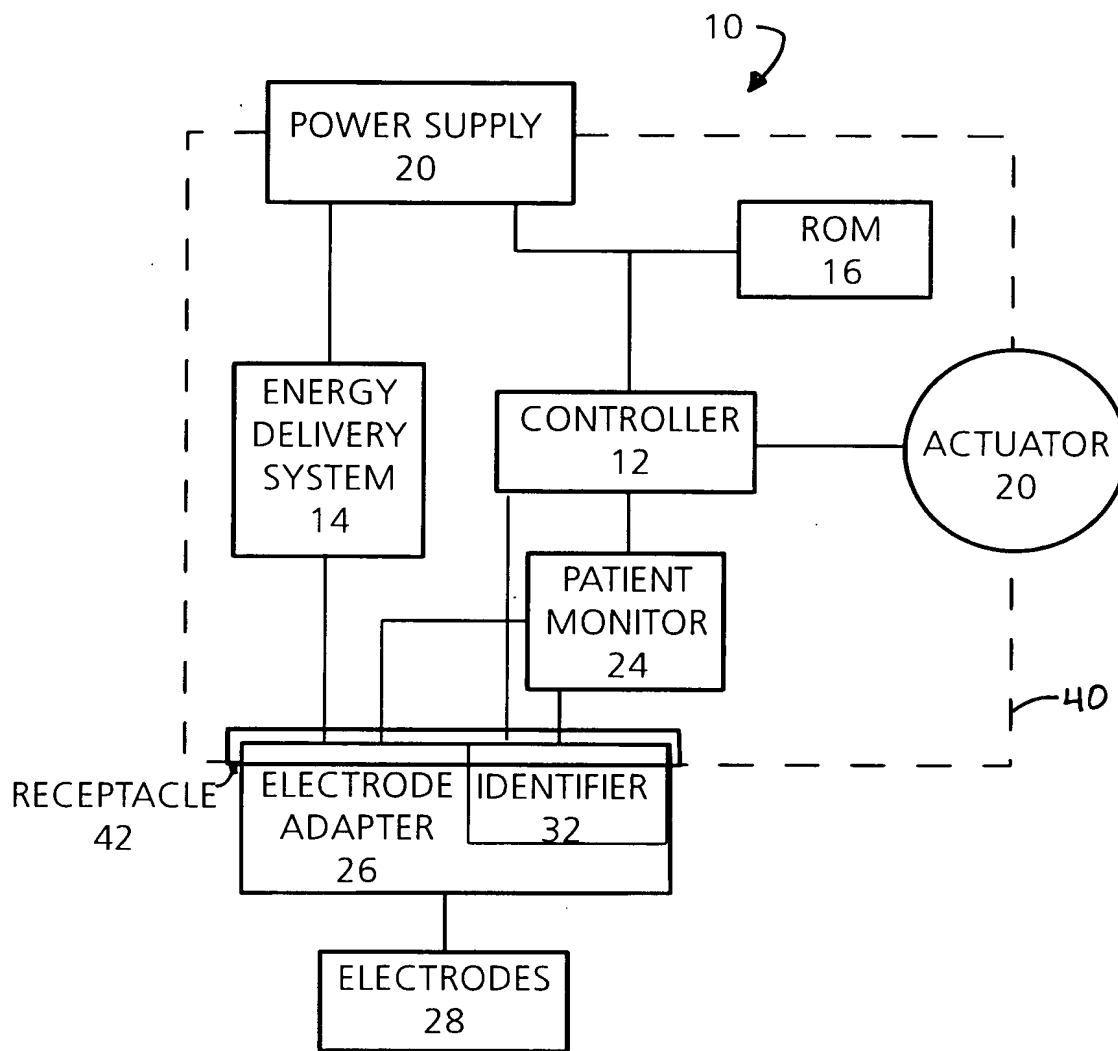 10
POWER SUPPLY
20
ROM
16
ENERGY
DELIVERY
SYSTEM
14
CONTROLLER
12
ACTUATOR
20
PATIENT
MONITOR
24
40
RECEPTACLE
42
ELECTRODE
ADAPTER
26
IDENTIFIER
32
ELECTRODES
28